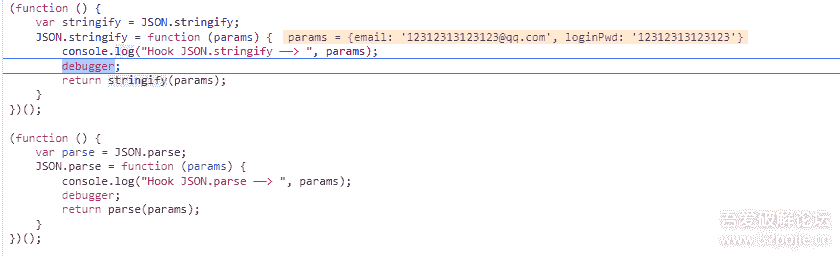 (function () {
    var stringify = JSON.stringify;
    JSON.stringify = function (params) {  params = {email: '12312313123123@qq.com', loginPwd: '12312313123123'}
        console.log("Hook JSON.stringify ——> ", params);
        debugger;
        return stringify(params);
    }
})();
(function () {
    var parse = JSON.parse;
    JSON.parse = function (params) {
        console.log("Hook JSON.parse ——> ", params);
        debugger;
        return parse(params);
    }
})();
吾爱破解论坛
www.52pojie.cn